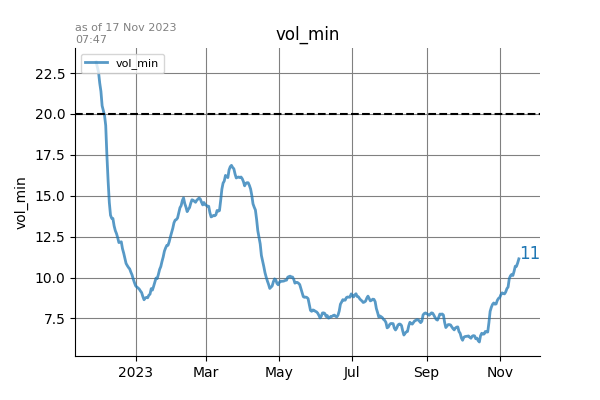 as of 17 Nov 2023
07:47
vol_min
vol_min
22.5
20.0
17.5
15.0
12.5
10.0
7.5
vol_min
11
2023 Mar May Jul Sep Nov